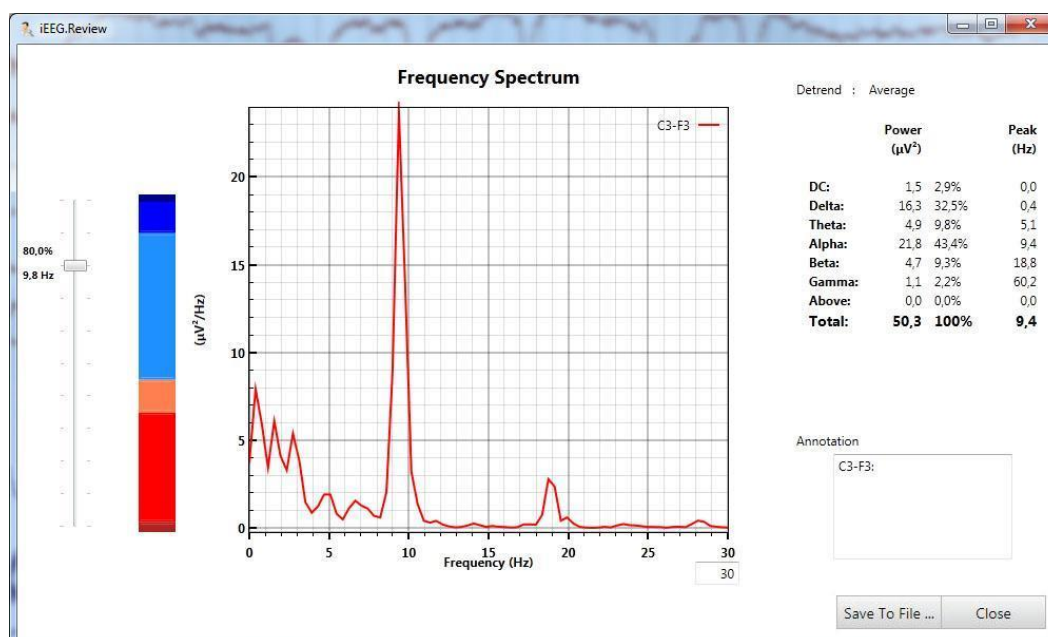 iEEG.Review
Frequency Spectrum
Detrend : Average
C3-F3
Power Peak
(µV²) (Hz)
DC: 1,5 2,9% 0,0
Delta: 16,3 32,5% 0,4
Theta: 4,9 9,8% 5,1
Alpha: 21,8 43,4% 9,4
Beta: 4,7 9,3% 18,8
Gamma: 1,1 2,2% 60,2
Above: 0,0 0,0% 0,0
Total: 50,3 100% 9,4
80,0%
9,8 Hz
(µV²/Hz)
20
15
10
5
0
0 5 10 15 20 25 30
Frequency (Hz)
30
Annotation
C3-F3:
Save To File ... Close